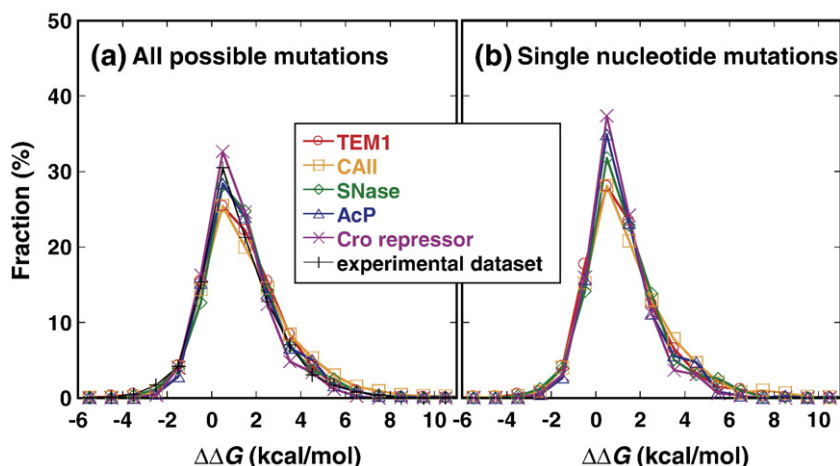 50
40
30
20
10
0
Fraction (%)
(a) All possible mutations
(b) Single nucleotide mutations
TEM1
CAII
SNase
AcP
Cro repressor
experimental dataset
-6 -4 -2 0 2 4 6 8 10
-6 -4 -2 0 2 4 6 8 10
ΔΔG (kcal/mol)
ΔΔG (kcal/mol)